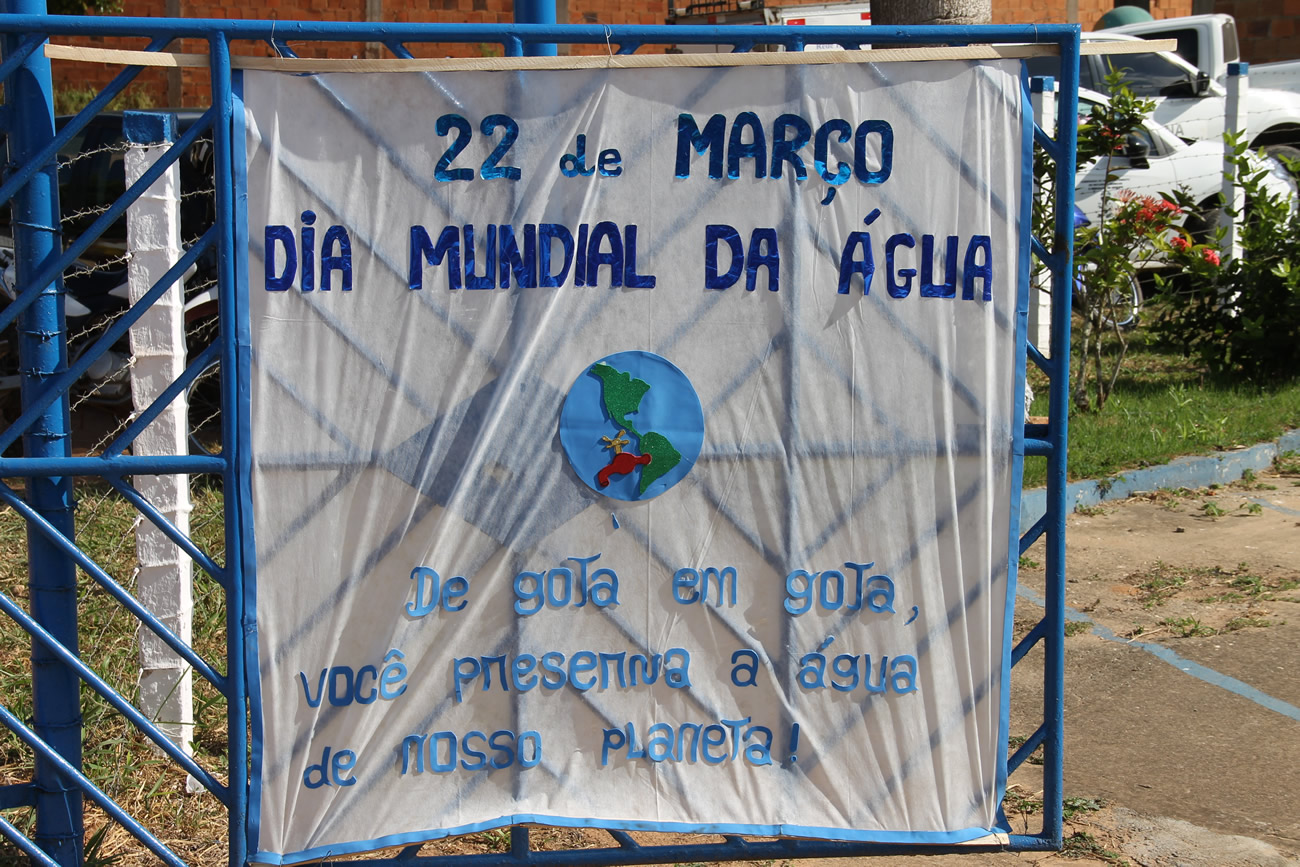 22 de MARÇO
DiA MUNDIAL DA ÁGUA
De gota em gota,
você preserva a água
de nosso planeta!